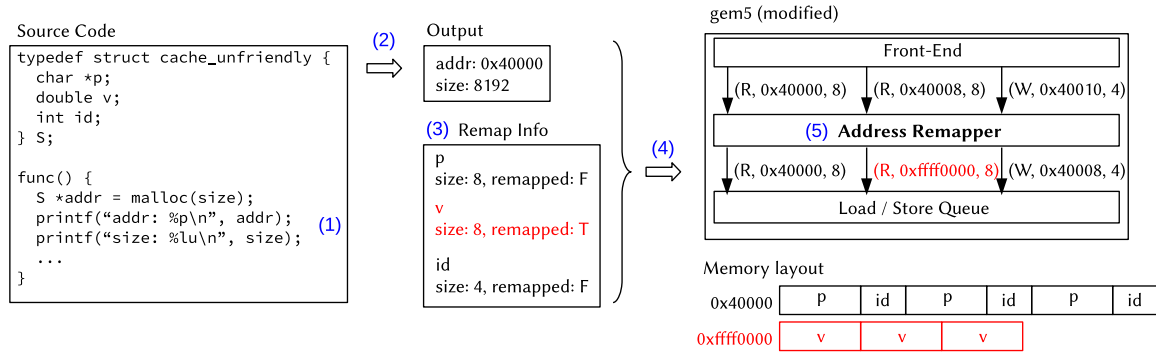 Source Code
typedef struct cache_unfriendly {
char *p;
double v;
int id;
} S;
func() {
S *addr = malloc(size);
printf(“addr: %p\n”, addr);
printf(“size: %lu\n”, size);
...
}
(1)
(2)
Output
addr: 0x40000
size: 8192
(3) Remap Info
p
size: 8, remapped: F
v
size: 8, remapped: T
id
size: 4, remapped: F
(4)
gem5 (modified)
Front-End
(R, 0x40000, 8) (R, 0x40008, 8) (W, 0x40010, 4)
(5) Address Remapper
(R, 0x40000, 8) (R, 0xffff0000, 8) (W, 0x40008, 4)
Load / Store Queue
Memory layout
0x40000 p id p id p id
0xffff0000 v v v